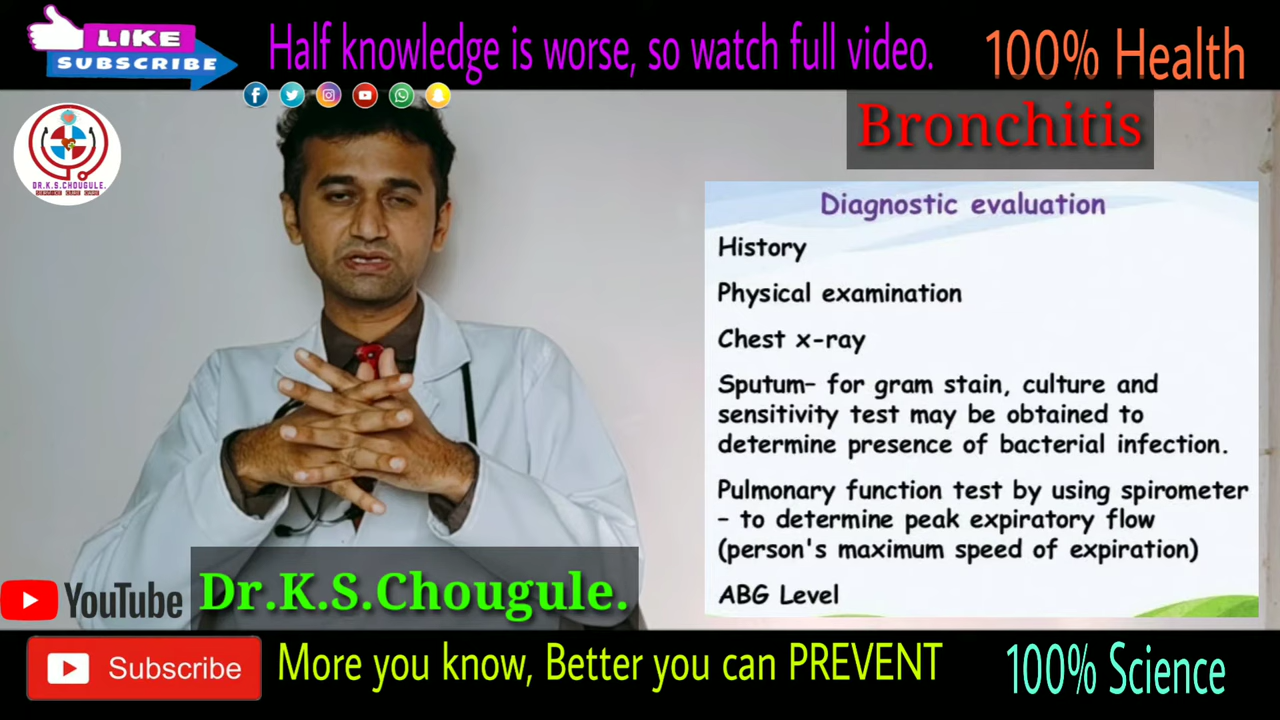 LIKE
SUBSCRIBE
Half knowledge is worse, so watch full video.
100% Health
DR.K.S.CHOUGULE.
Bronchitis
Diagnostic evaluation
History
Physical examination
Chest x-ray
Sputum- for gram stain, culture and
sensitivity test may be obtained to
determine presence of bacterial infection.
Pulmonary function test by using spirometer
- to determine peak expiratory flow
(person's maximum speed of expiration)
ABG Level
YouTube
Dr.K.S.Chougule.
Subscribe
More you know, Better you can PREVENT
100% Science